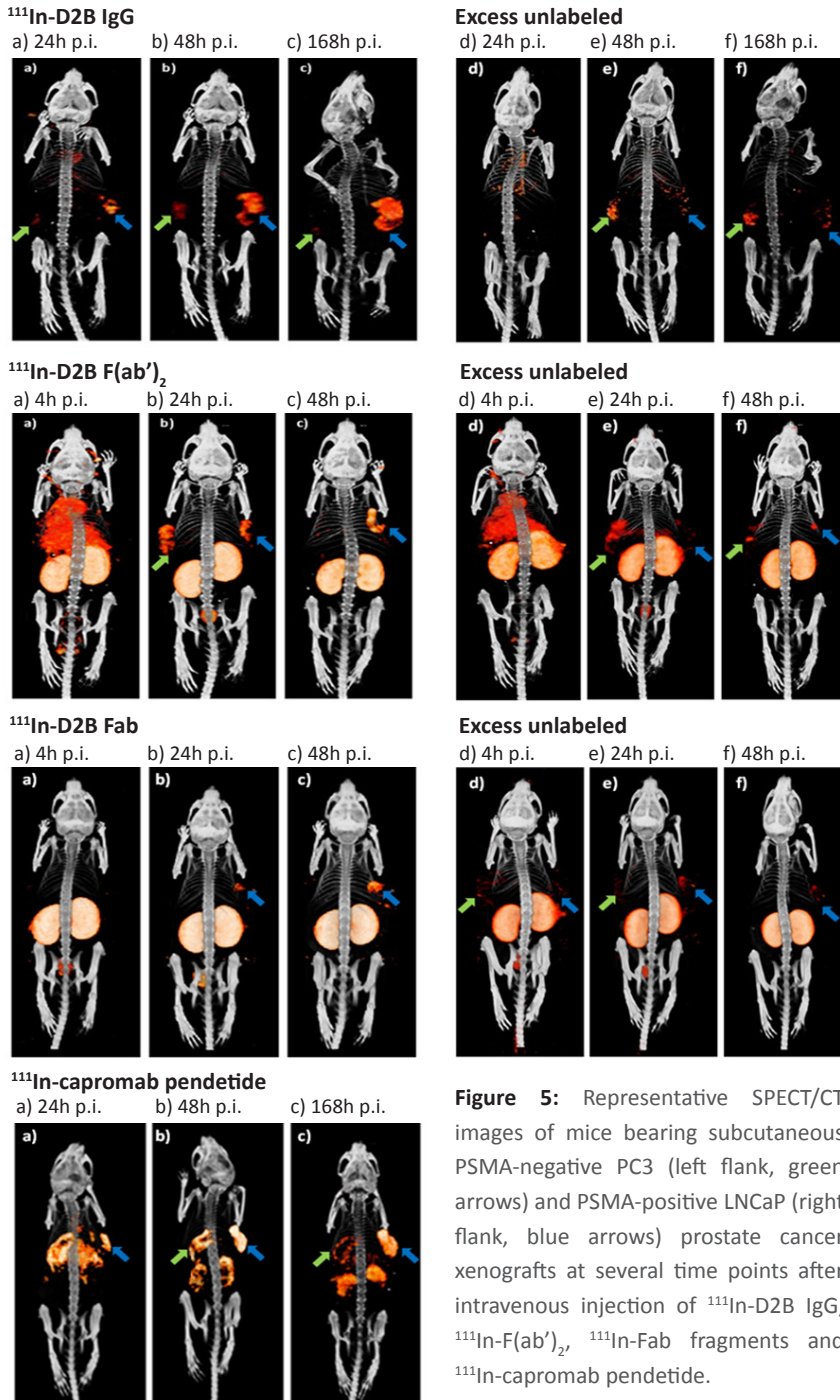 ¹¹¹In-D2B IgG
a) 24h p.i. b) 48h p.i. c) 168h p.i.
a) b) c)
Excess unlabeled
d) 24h p.i. e) 48h p.i. f) 168h p.i.
d) e) f)
¹¹¹In-D2B F(ab’)₂
a) 4h p.i. b) 24h p.i. c) 48h p.i.
a) b) c)
Excess unlabeled
d) 4h p.i. e) 24h p.i. f) 48h p.i.
d) e) f)
¹¹¹In-D2B Fab
a) 4h p.i. b) 24h p.i. c) 48h p.i.
a) b) c)
Excess unlabeled
d) 4h p.i. e) 24h p.i. f) 48h p.i.
d) e) f)
¹¹¹In-capromab pendetide
a) 24h p.i. b) 48h p.i. c) 168h p.i.
a) b) c)
Figure 5: Representative SPECT/CT
images of mice bearing subcutaneous
PSMA-negative PC3 (left flank, green
arrows) and PSMA-positive LNCaP (right
flank, blue arrows) prostate cancer
xenografts at several time points after
intravenous injection of ¹¹¹In-D2B IgG,
¹¹¹In-F(ab’)₂, ¹¹¹In-Fab fragments and
¹¹¹In-capromab pendetide.